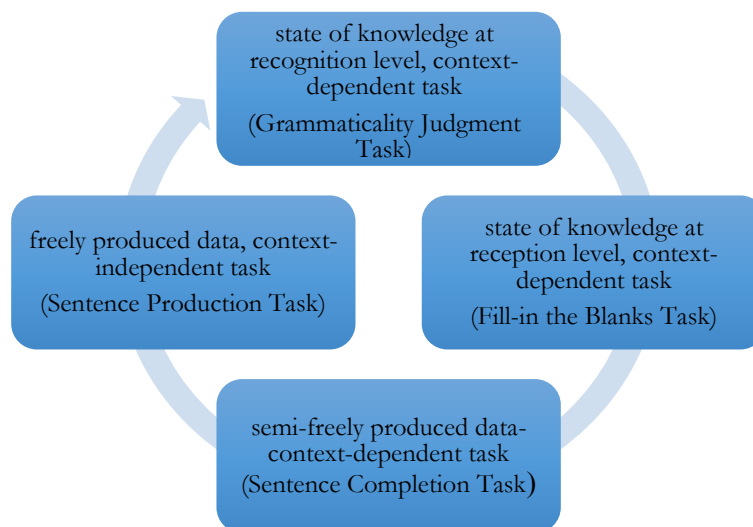 state of knowledge at
recognition level, context-
dependent task
(Grammaticality Judgment
Task)
freely produced data, context-
independent task
(Sentence Production Task)
state of knowledge at
reception level, context-
dependent task
(Fill-in the Blanks Task)
semi-freely produced data-
context-dependent task
(Sentence Completion Task)